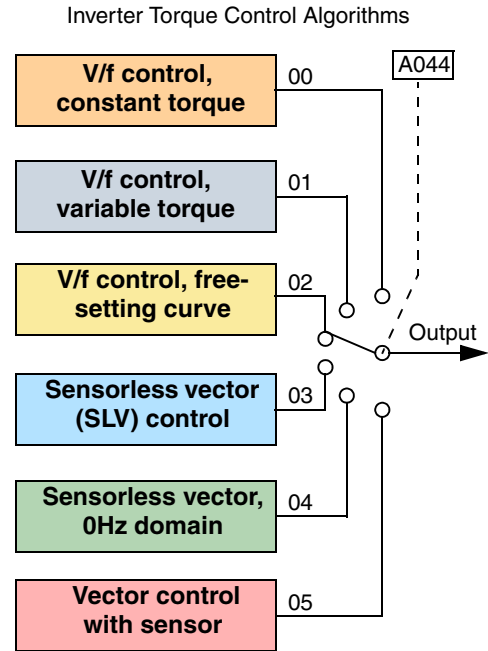 Inverter Torque Control Algorithms
A044
V/f control,
constant torque
00
V/f control,
variable torque
01
V/f control, free-
setting curve
02
Output
Sensorless vector
(SLV) control
03
Sensorless vector,
0Hz domain
04
Vector control
with sensor
05